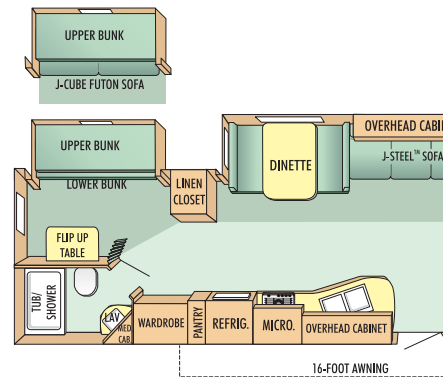 UPPER BUNK
J-CUBE FUTON SOFA
UPPER BUNK
LOWER BUNK
LINEN
CLOSET
DINETTE
OVERHEAD CABI
J-STEEL™ SOFA
FLIP UP
TABLE
TUB/
SHOWER
LAV
MED.
CAB.
WARDROBE
PANTRY
REFRIG.
MICRO.
OVERHEAD CABINET
16-FOOT AWNING